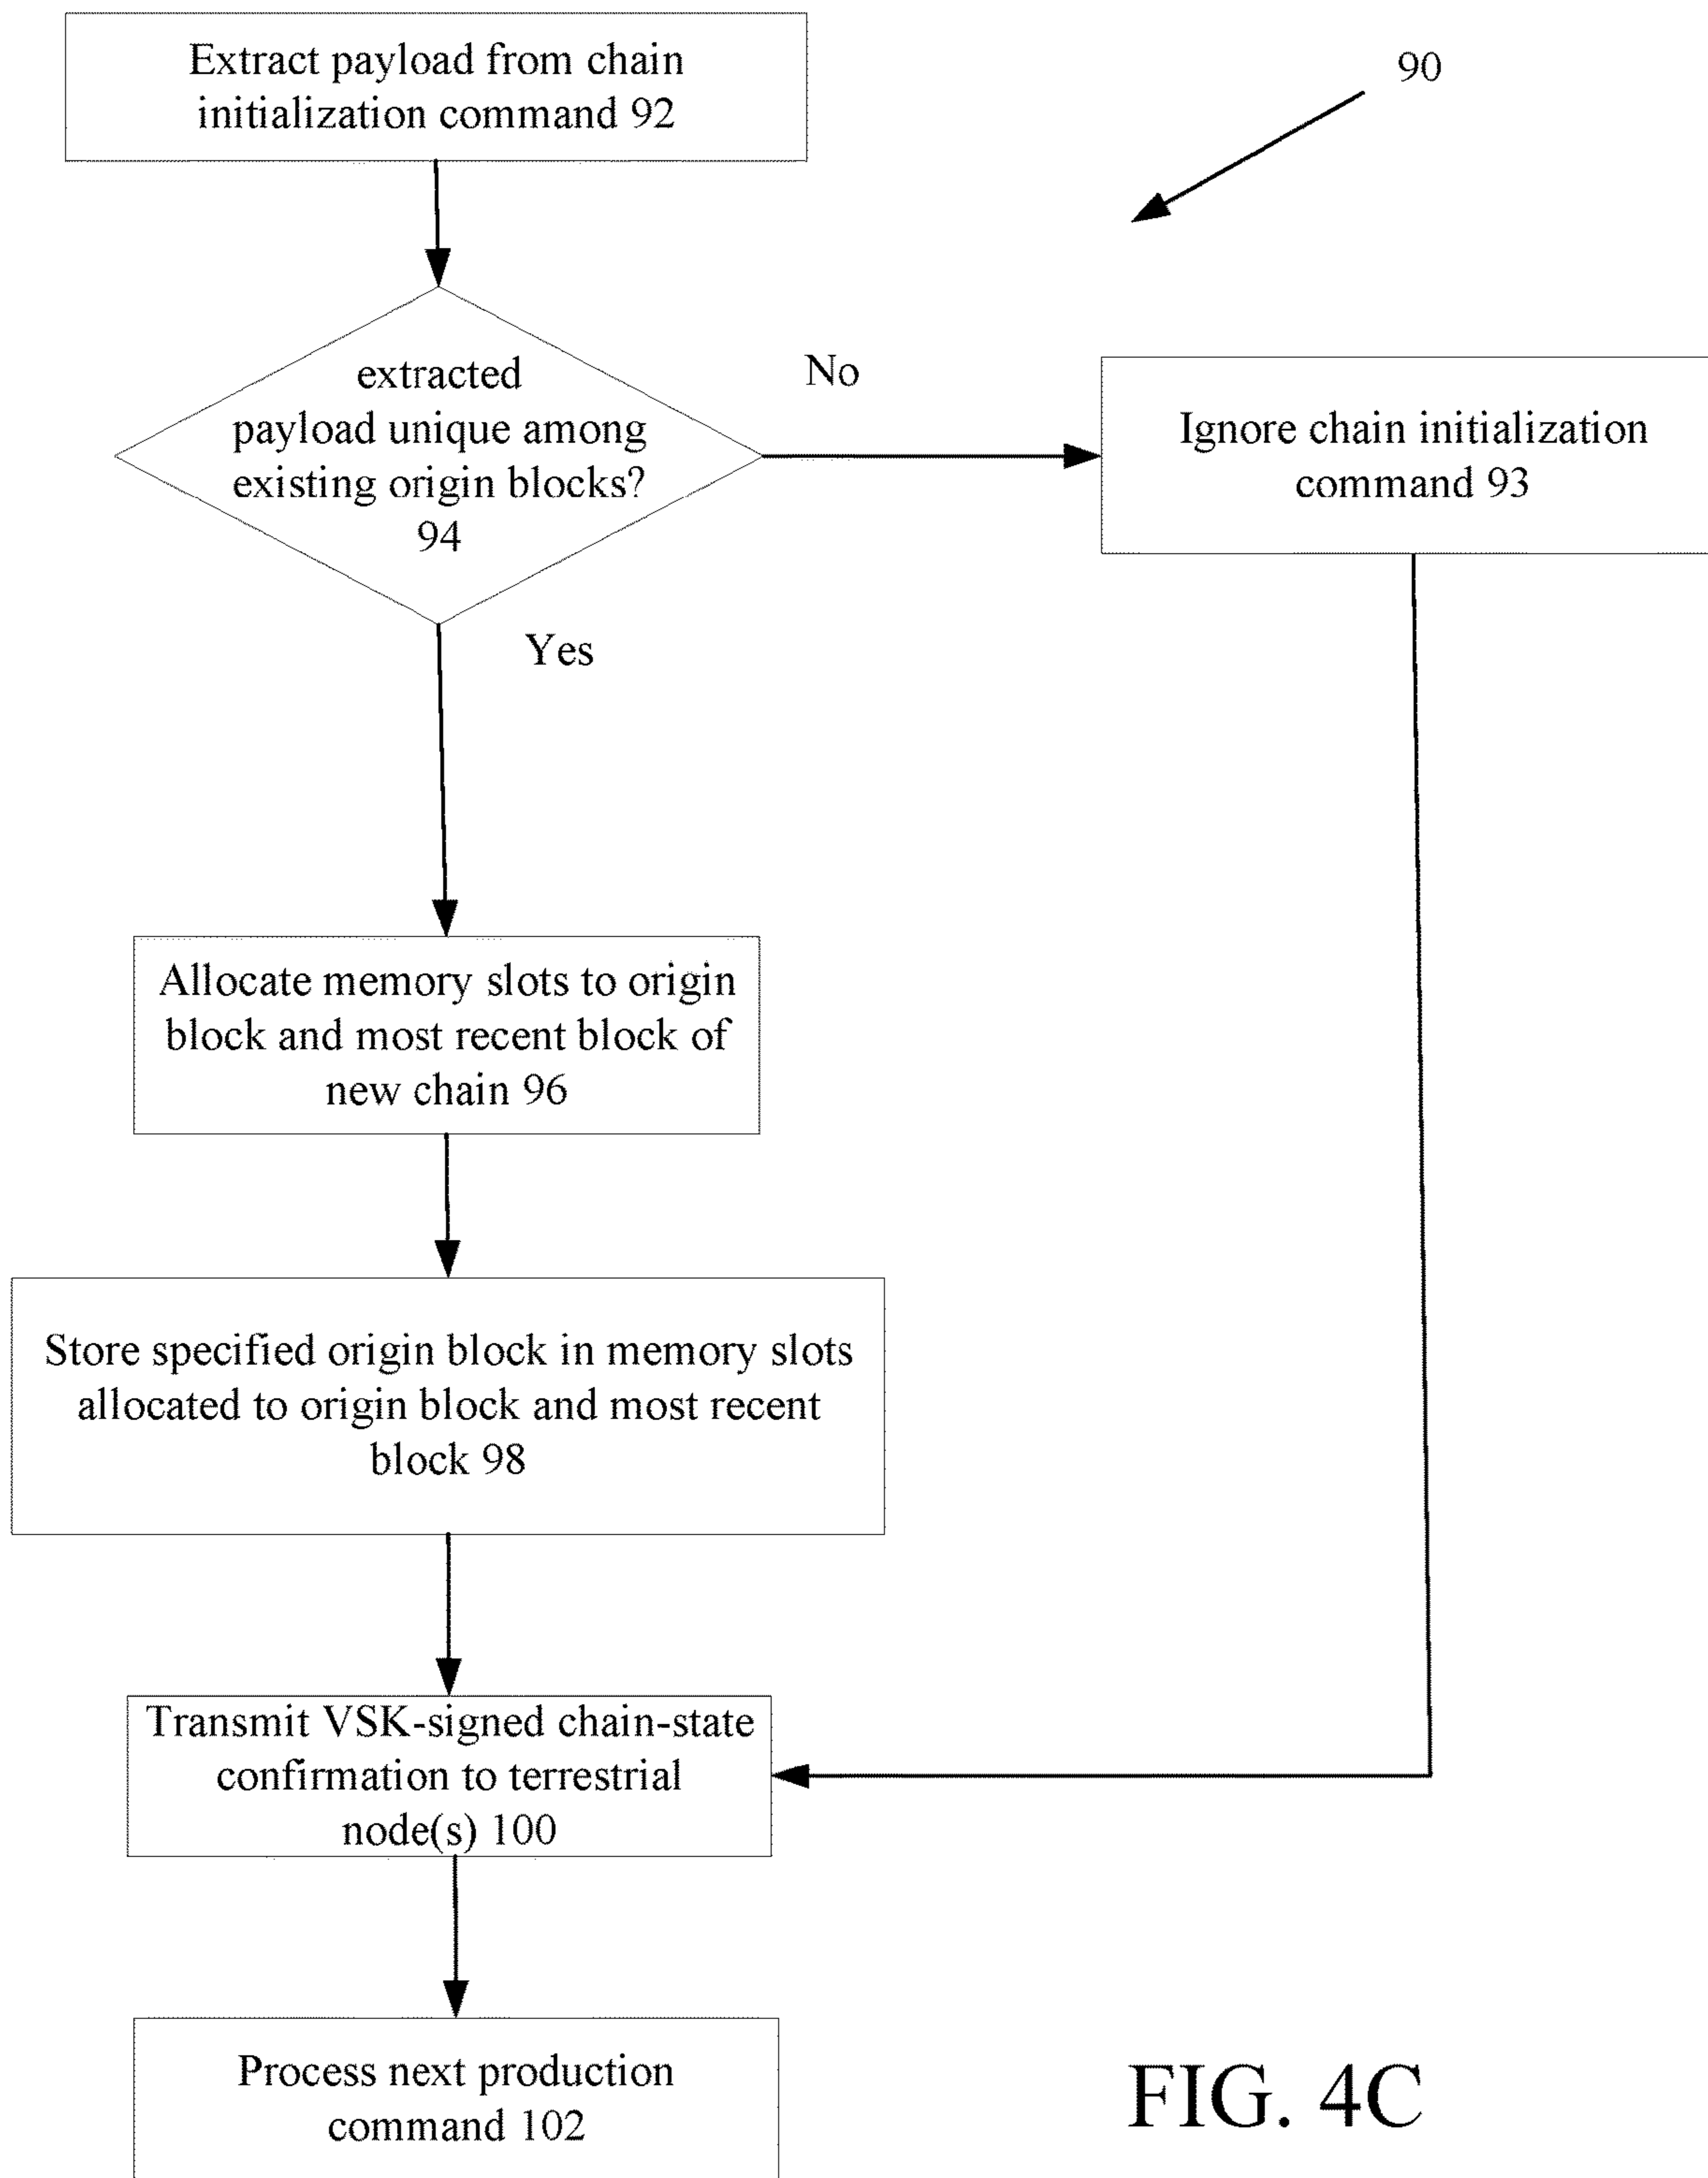 Extract payload from chain
initialization command 92
90
extracted
payload unique among
existing origin blocks?
94
No
Ignore chain initialization
command 93
Yes
Allocate memory slots to origin
block and most recent block of
new chain 96
Store specified origin block in memory slots
allocated to origin block and most recent
block 98
Transmit VSK-signed chain-state
confirmation to terrestrial
node(s) 100
Process next production
command 102
FIG. 4C